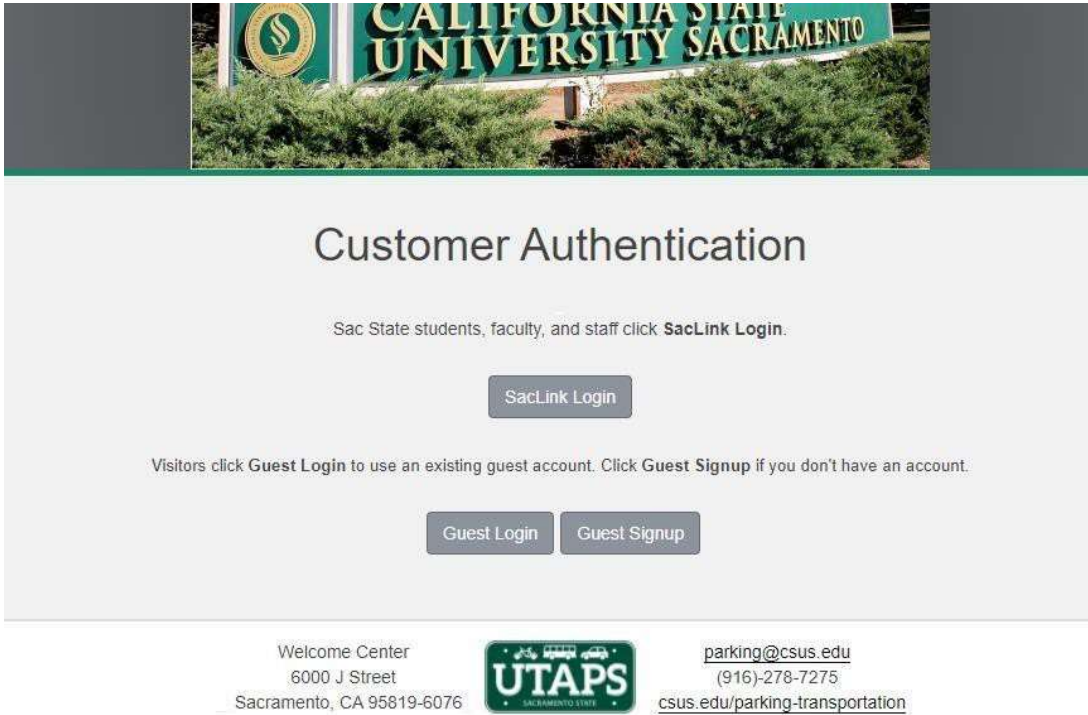 CALIFORNIA STATE
UNIVERSITY SACRAMENTO
Customer Authentication
Sac State students, faculty, and staff click SacLink Login.
SacLink Login
Visitors click Guest Login to use an existing guest account. Click Guest Signup if you don't have an account.
Guest Login
Guest Signup
Welcome Center
6000 J Street
Sacramento, CA 95819-6076
UTAPS
SACRAMENTO STATE
parking@csus.edu
(916)-278-7275
csus.edu/parking-transportation